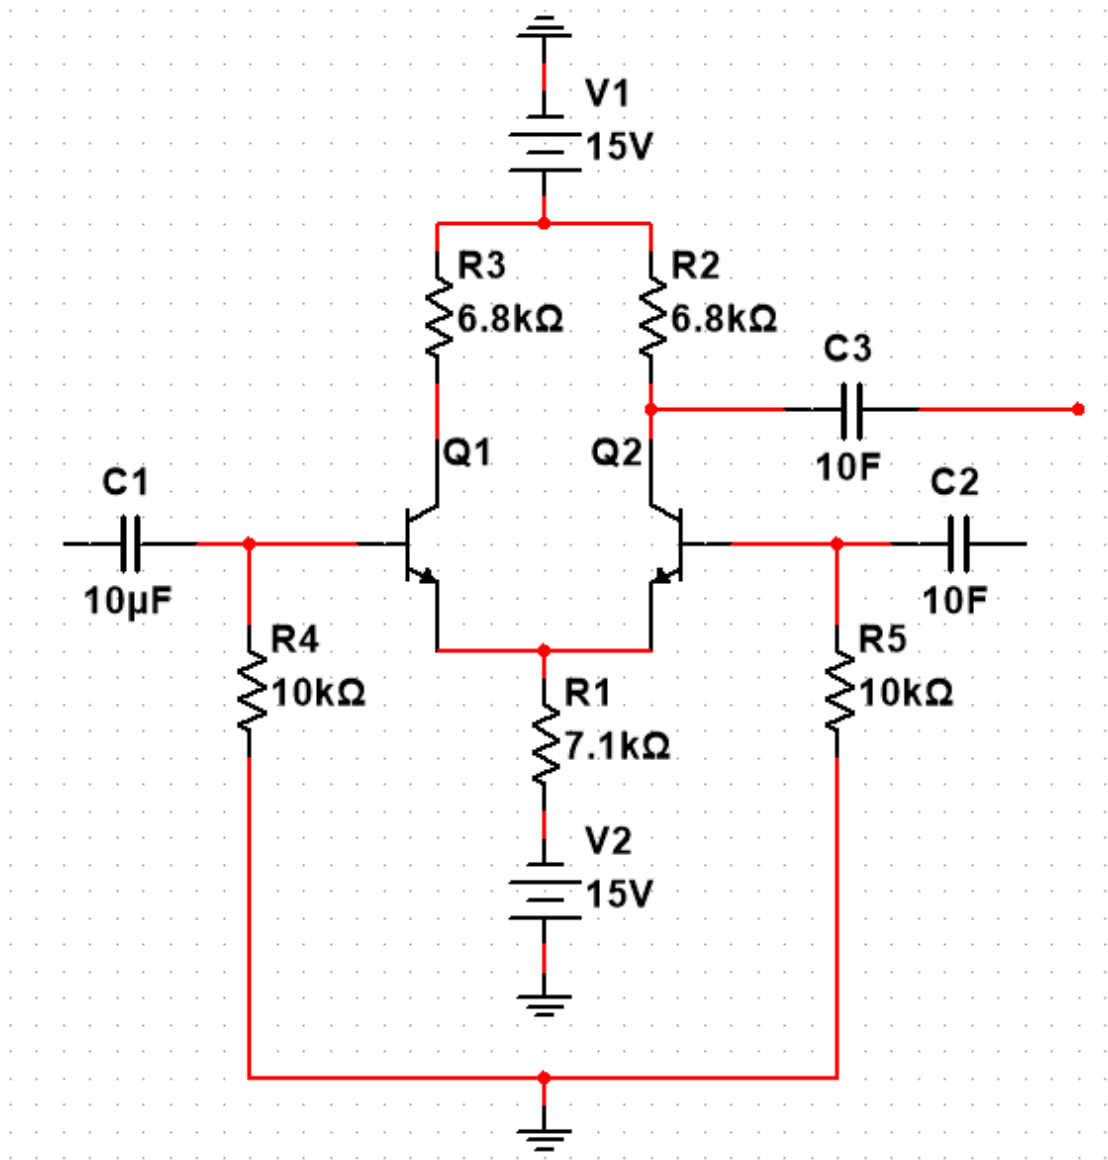 V1
15V
R3
6.8kΩ
R2
6.8kΩ
C3
10F
Q1
Q2
C1
10µF
C2
10F
R4
10kΩ
R5
10kΩ
R1
7.1kΩ
V2
15V